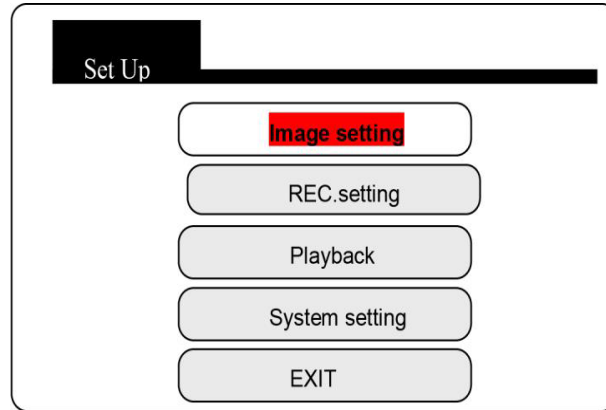 Set Up
Image setting
REC.setting
Playback
System setting
EXIT